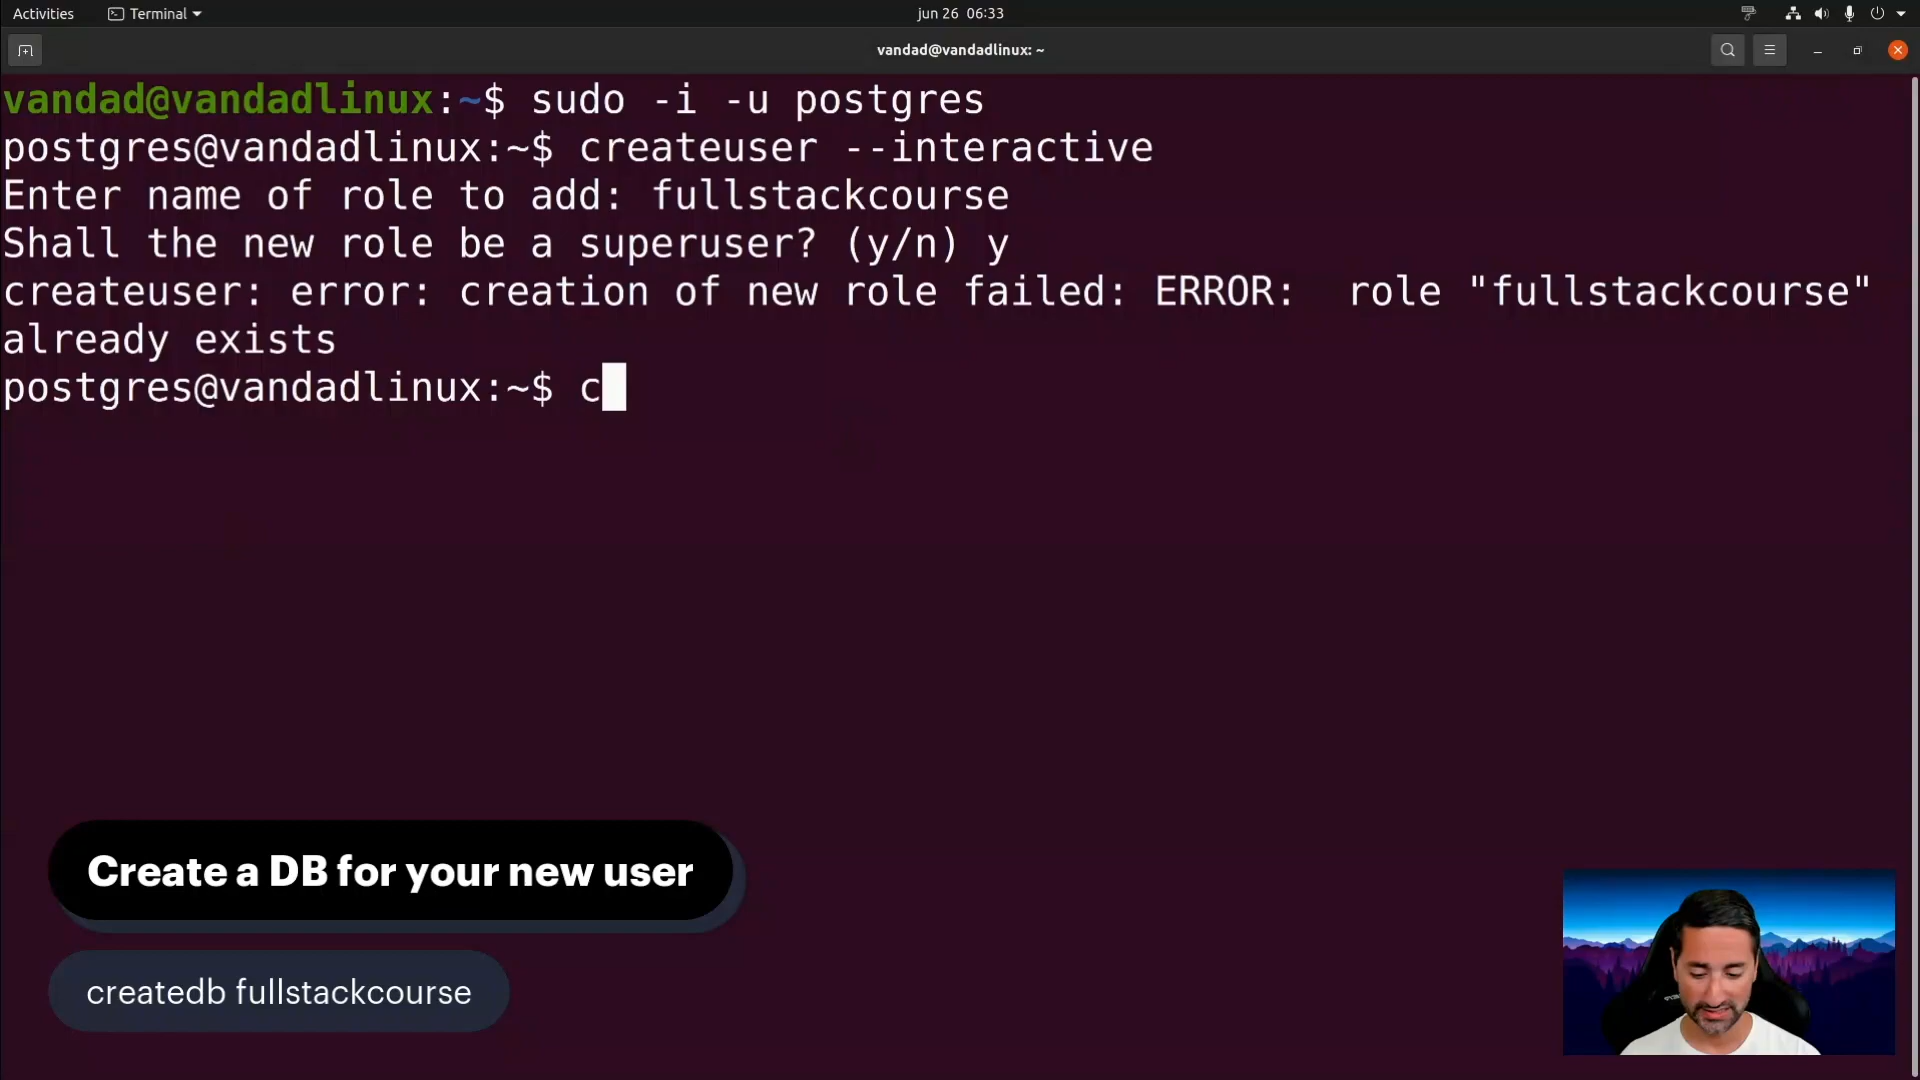 Activities Terminal jun 26 06:33
vandad@vandadlinux: ~
vandad@vandadlinux:~$ sudo -i -u postgres
postgres@vandadlinux:~$ createuser --interactive
Enter name of role to add: fullstackcourse
Shall the new role be a superuser? (y/n) y
createuser: error: creation of new role failed: ERROR:  role "fullstackcourse"
already exists
postgres@vandadlinux:~$ c
Create a DB for your new user
createdb fullstackcourse